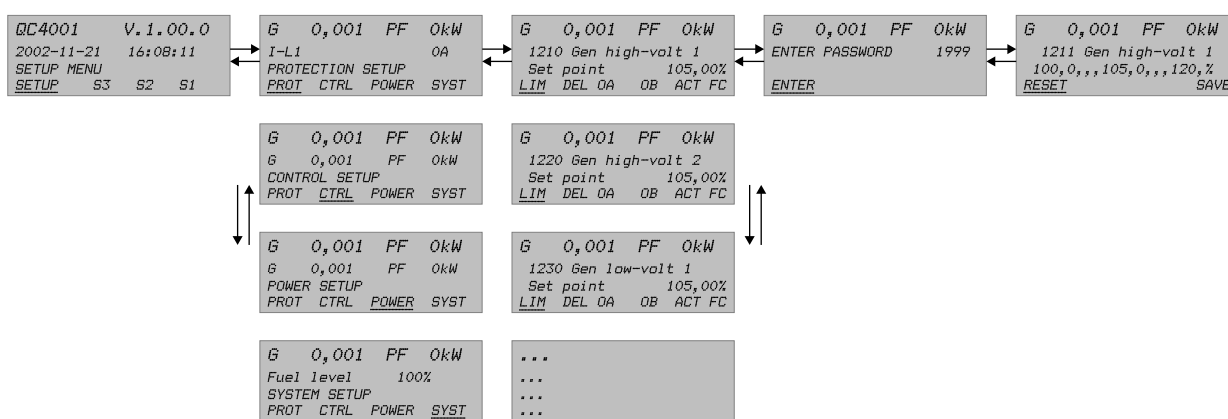 QC4001 V.1.00.0
2002-11-21 16:08:11
SETUP MENU
SETUP S3 S2 S1
G 0,001 PF 0kW
I-L1 0A
PROTECTION SETUP
PROT CTRL POWER SYST
G 0,001 PF 0kW
1210 Gen high-volt 1
Set point 105,00%
LIM DEL OA OB ACT FC
G 0,001 PF 0kW
ENTER PASSWORD 1999
ENTER
G 0,001 PF 0kW
1211 Gen high-volt 1
100,0,,,105,0,,,120,%
RESET SAVE
G 0,001 PF 0kW
G 0,001 PF 0kW
CONTROL SETUP
PROT CTRL POWER SYST
G 0,001 PF 0kW
1220 Gen high-volt 2
Set point 105,00%
LIM DEL OA OB ACT FC
G 0,001 PF 0kW
G 0,001 PF 0kW
POWER SETUP
PROT CTRL POWER SYST
G 0,001 PF 0kW
1230 Gen low-volt 1
Set point 105,00%
LIM DEL OA OB ACT FC
G 0,001 PF 0kW
Fuel level 100%
SYSTEM SETUP
PROT CTRL POWER SYST
...
...
...
...